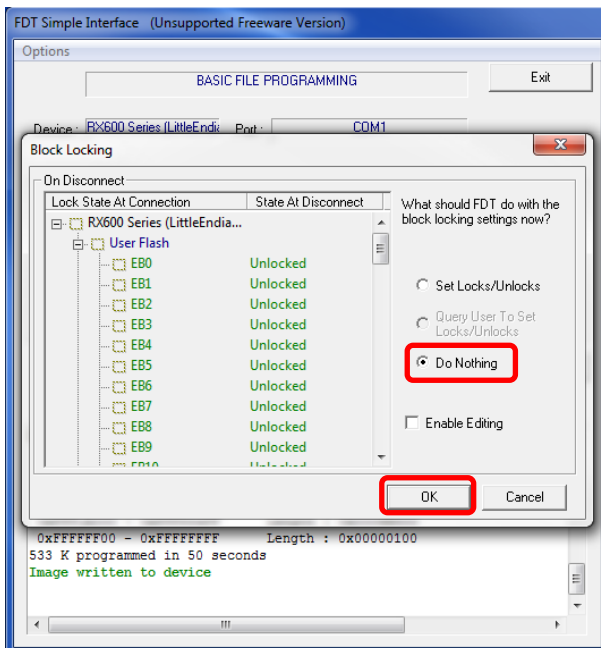 FDT Simple Interface (Unsupported Freeware Version)
Options
BASIC FILE PROGRAMMING
Exit
Device : RX600 Series (LittleEndia Port : COM1
Block Locking
On Disconnect
Lock State At Connection State At Disconnect
RX600 Series (LittleEndia...
User Flash
EB0 Unlocked
EB1 Unlocked
EB2 Unlocked
EB3 Unlocked
EB4 Unlocked
EB5 Unlocked
EB6 Unlocked
EB7 Unlocked
EB8 Unlocked
EB9 Unlocked
EB10 Unlocked
What should FDT do with the
block locking settings now?
Set Locks/Unlocks
Query User To Set
Locks/Unlocks
Do Nothing
Enable Editing
OK Cancel
0xFFFFFF00 - 0xFFFFFFFF Length : 0x00000100
533 K programmed in 50 seconds
Image written to device